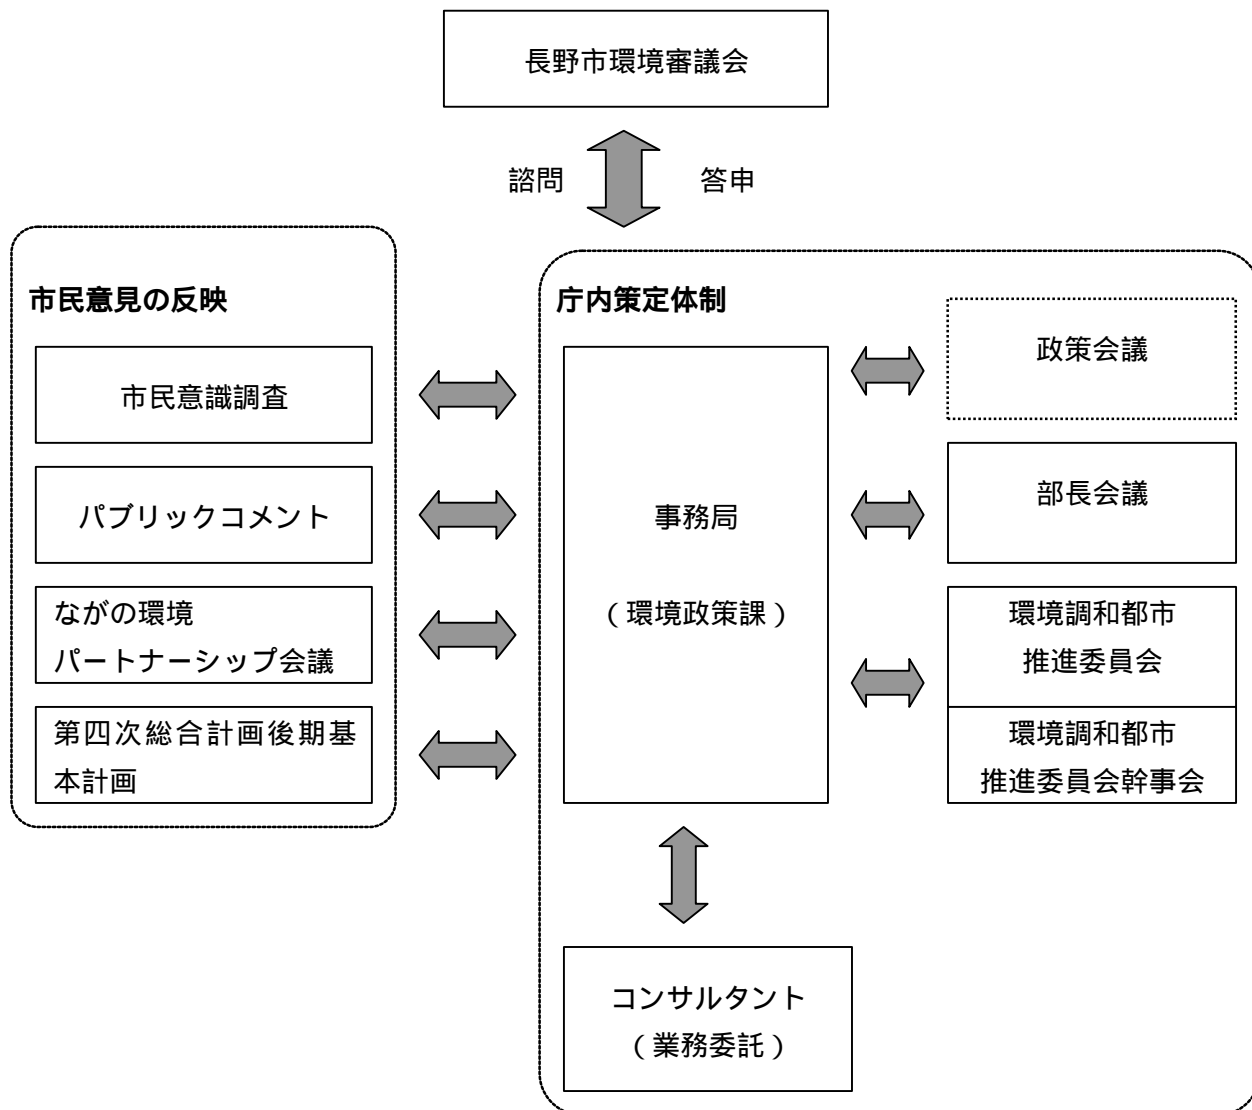 長野市環境審議会
諮問
答申
市民意見の反映
市民意識調査
パブリックコメント
ながの環境
パートナーシップ会議
第四次総合計画後期基
本計画
庁内策定体制
事務局
（環境政策課）
政策会議
部長会議
環境調和都市
推進委員会
環境調和都市
推進委員会幹事会
コンサルタント
（業務委託）